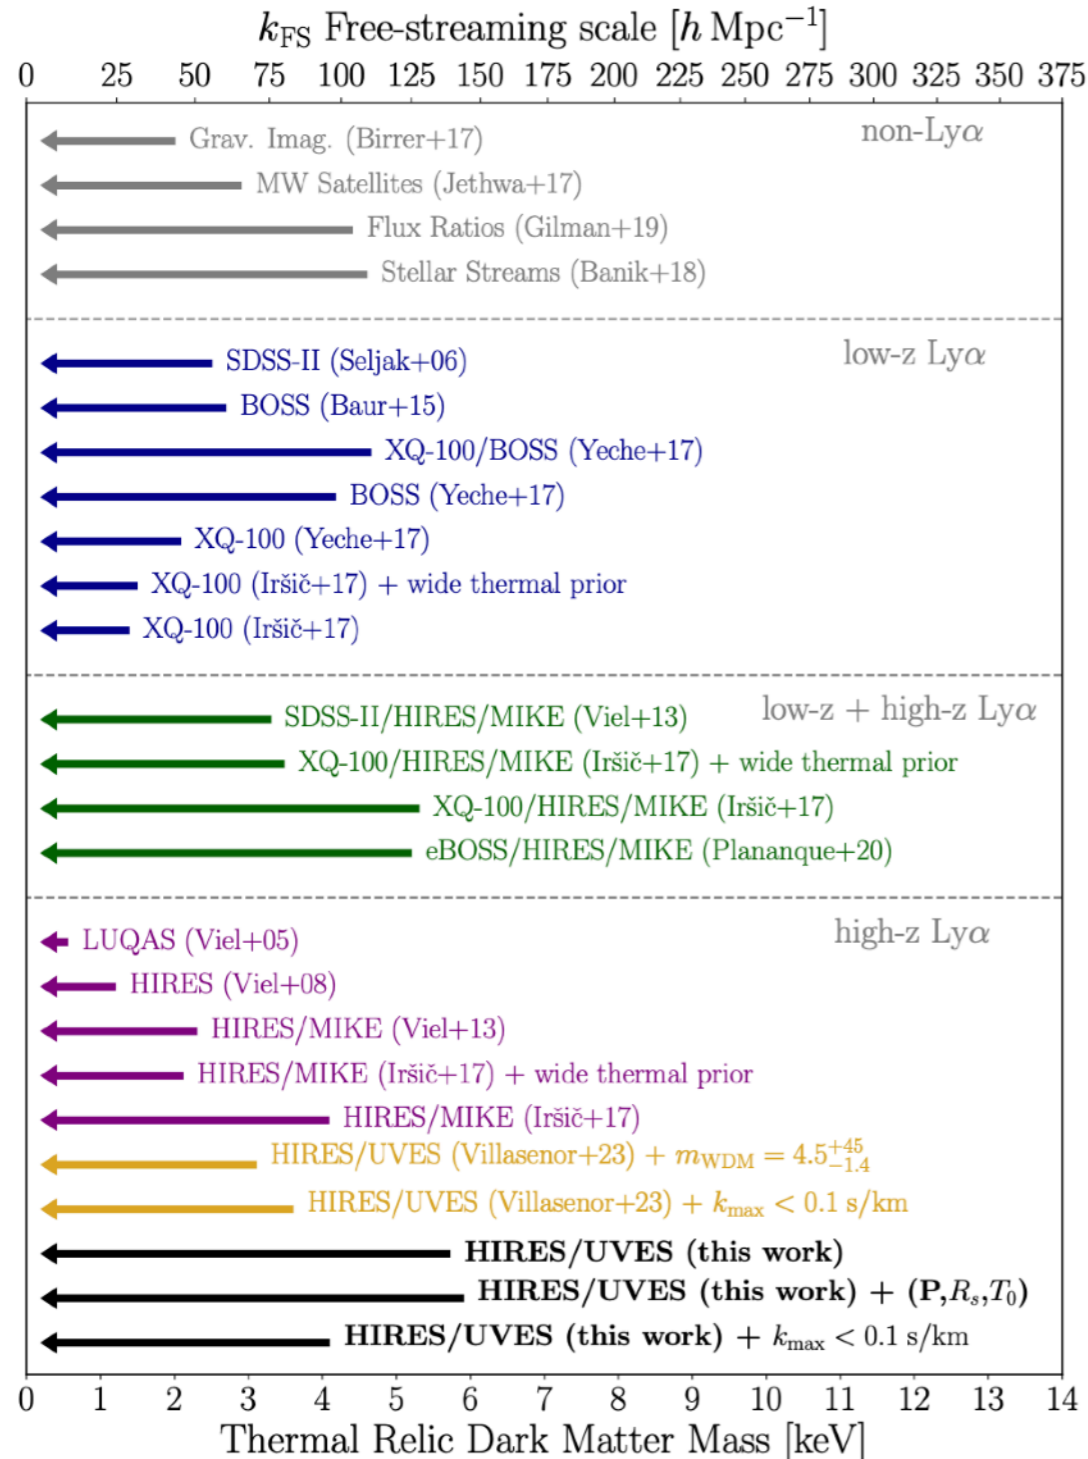 k_FS Free-streaming scale [h Mpc⁻¹]
0 25 50 75 100 125 150 175 200 225 250 275 300 325 350 375
non-Lyα
Grav. Imag. (Birrer+17)
MW Satellites (Jethwa+17)
Flux Ratios (Gilman+19)
Stellar Streams (Banik+18)
low-z Lyα
SDSS-II (Seljak+06)
BOSS (Baur+15)
XQ-100/BOSS (Yeche+17)
BOSS (Yeche+17)
XQ-100 (Yeche+17)
XQ-100 (Iršič+17) + wide thermal prior
XQ-100 (Iršič+17)
low-z + high-z Lyα
SDSS-II/HIRES/MIKE (Viel+13)
XQ-100/HIRES/MIKE (Iršič+17) + wide thermal prior
XQ-100/HIRES/MIKE (Iršič+17)
eBOSS/HIRES/MIKE (Plananque+20)
high-z Lyα
LUQAS (Viel+05)
HIRES (Viel+08)
HIRES/MIKE (Viel+13)
HIRES/MIKE (Iršič+17) + wide thermal prior
HIRES/MIKE (Iršič+17)
HIRES/UVES (Villasenor+23) + m_WDM = 4.5^{+45}_{-1.4}
HIRES/UVES (Villasenor+23) + k_max < 0.1 s/km
HIRES/UVES (this work)
HIRES/UVES (this work) + (P,R_s,T_0)
HIRES/UVES (this work) + k_max < 0.1 s/km
0 1 2 3 4 5 6 7 8 9 10 11 12 13 14
Thermal Relic Dark Matter Mass [keV]